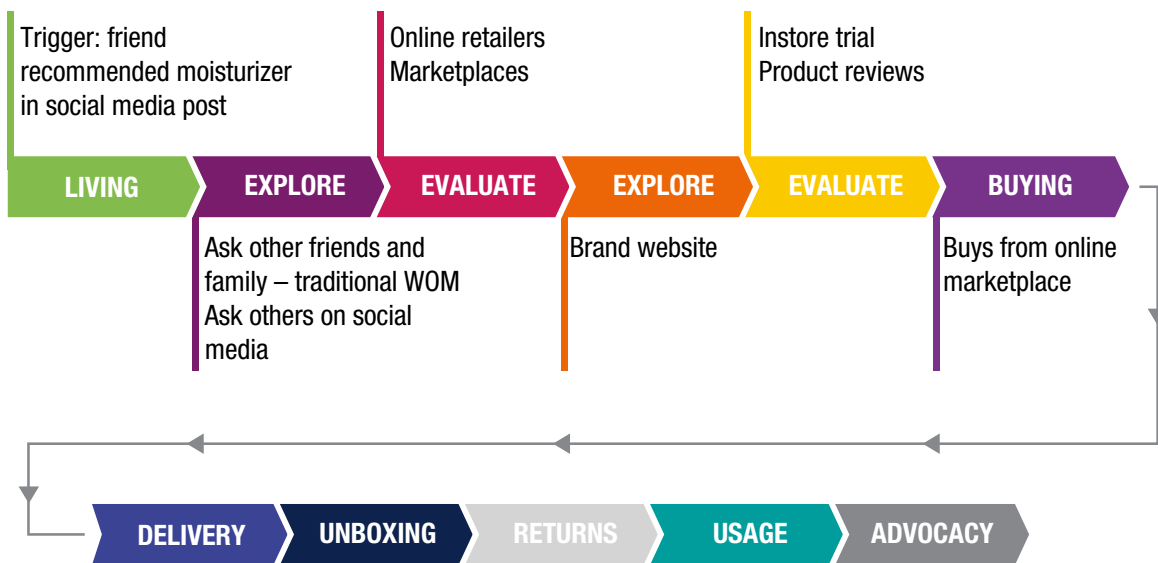 Trigger: friend
recommended moisturizer
in social media post
Online retailers
Marketplaces
Instore trial
Product reviews
LIVING
EXPLORE
EVALUATE
EXPLORE
EVALUATE
BUYING
Ask other friends and
family – traditional WOM
Ask others on social
media
Brand website
Buys from online
marketplace
DELIVERY
UNBOXING
RETURNS
USAGE
ADVOCACY